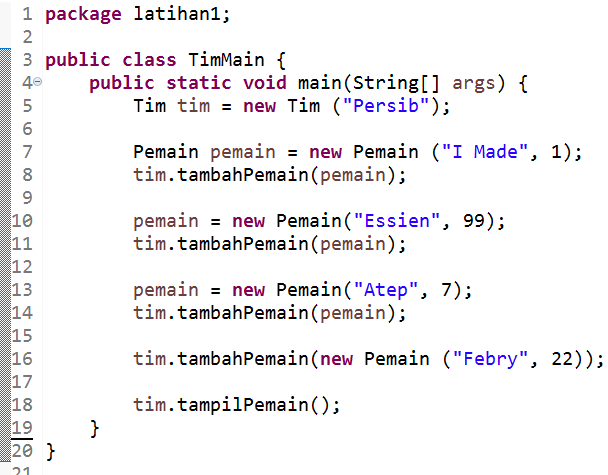 1 package latihan1;
2
3 public class TimMain {
4 public static void main(String[] args) {
5 Tim tim = new Tim ("Persib");
6
7 Pemain pemain = new Pemain ("I Made", 1);
8 tim.tambahPemain(pemain);
9
10 pemain = new Pemain("Essien", 99);
11 tim.tambahPemain(pemain);
12
13 pemain = new Pemain("Atep", 7);
14 tim.tambahPemain(pemain);
15
16 tim.tambahPemain(new Pemain ("Febry", 22));
17
18 tim.tampilPemain();
19 }
20 }
21